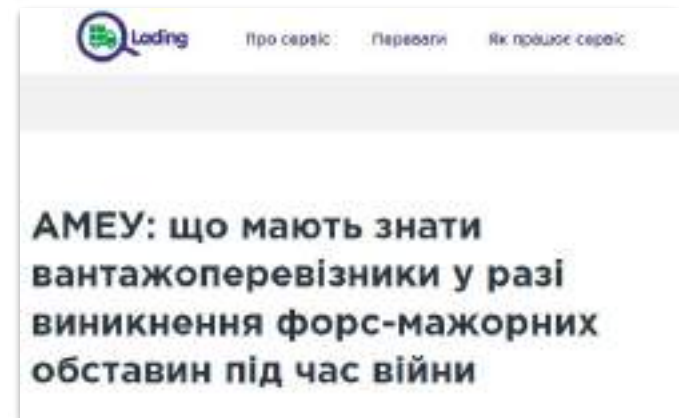 Lading Про сервіс Переваги Як працює сервіс
АМЕУ: що мають знати
вантажоперевізники у разі
виникнення форс-мажорних
обставин під час війни